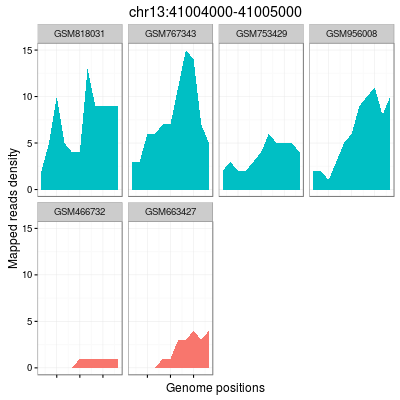 chr13:41004000-41005000
GSM818031 GSM767343 GSM753429 GSM956008
15
10
5
0
Mapped reads density
GSM466732 GSM663427
15
10
5
0
Genome positions